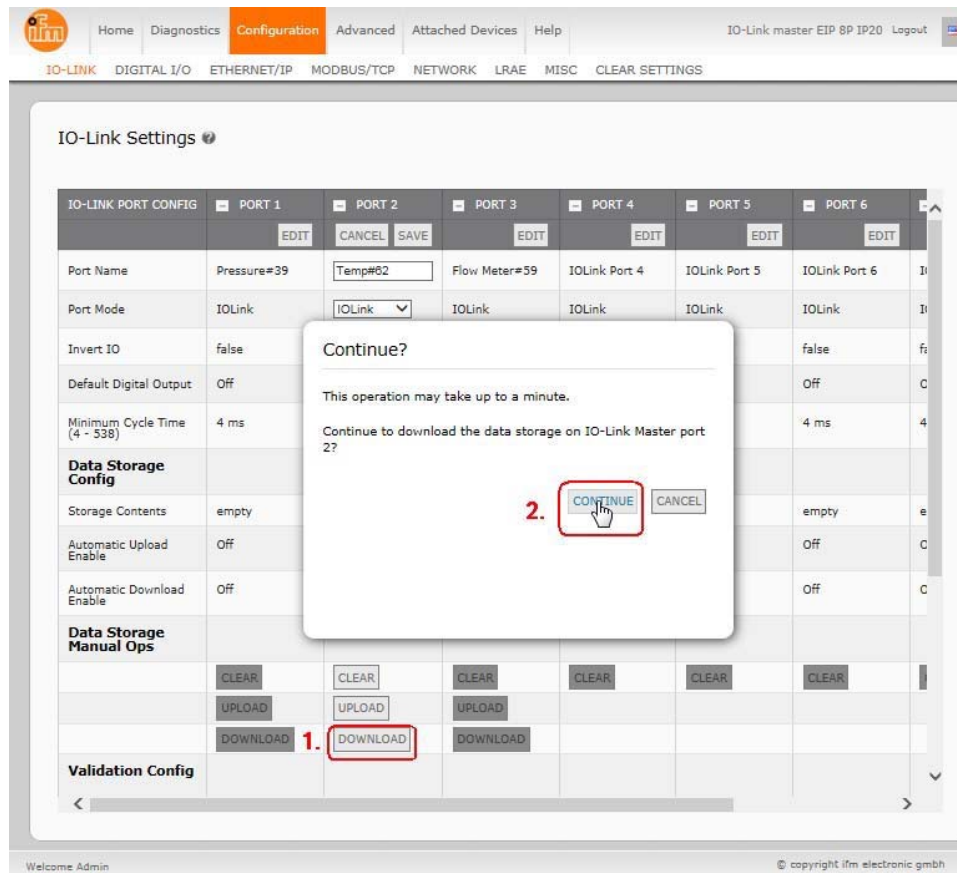 ifm
Home Diagnostics Configuration Advanced Attached Devices Help IO-Link master EIP 8P IP20 Logout
IO-LINK DIGITAL I/O ETHERNET/IP MODBUS/TCP NETWORK LRAE MISC CLEAR SETTINGS
IO-Link Settings ?
IO-LINK PORT CONFIG PORT 1 PORT 2 PORT 3 PORT 4 PORT 5 PORT 6
EDIT CANCEL SAVE EDIT EDIT EDIT EDIT
Port Name Pressure#39 Temp#62 Flow Meter#59 IOLink Port 4 IOLink Port 5 IOLink Port 6
Port Mode IOLink IOLink IOLink IOLink IOLink IOLink
Invert IO false false
Default Digital Output Off Off
Minimum Cycle Time
(4 - 538) 4 ms 4 ms 4
Data Storage
Config
Storage Contents empty empty
Automatic Upload
Enable Off Off
Automatic Download
Enable Off Off
Data Storage
Manual Ops
Continue?
This operation may take up to a minute.
Continue to download the data storage on IO-Link Master port
2?
2. CONTINUE CANCEL
CLEAR CLEAR CLEAR CLEAR CLEAR CLEAR
UPLOAD UPLOAD UPLOAD
DOWNLOAD 1. DOWNLOAD DOWNLOAD
Validation Config
Welcome Admin © copyright ifm electronic gmbh